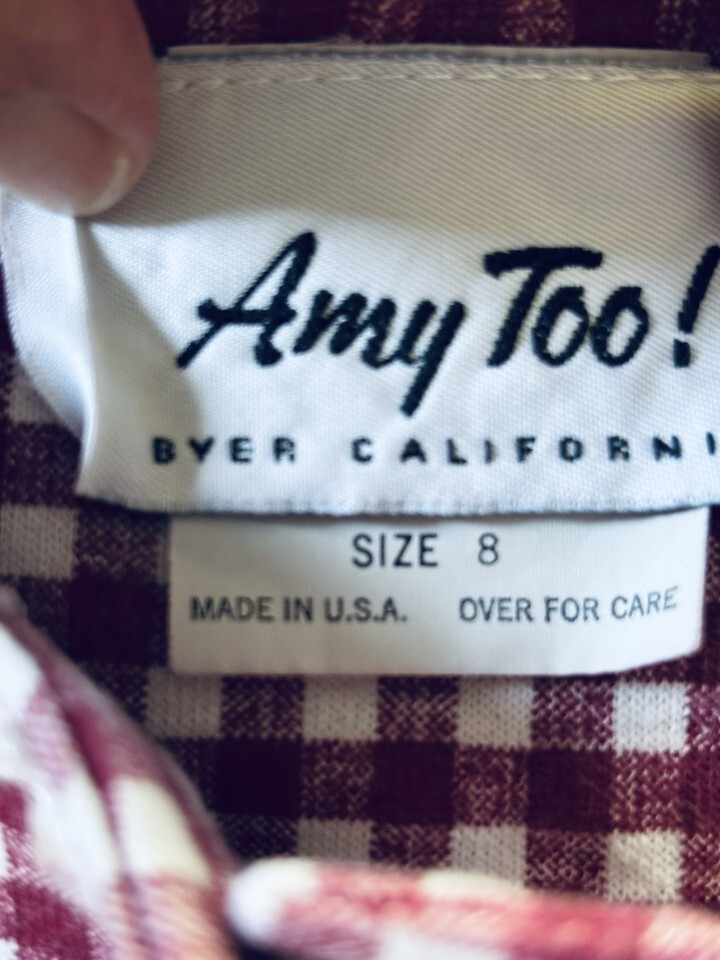 Amy Too!
BYER CALIFORNI
SIZE 8
MADE IN U.S.A. OVER FOR CARE